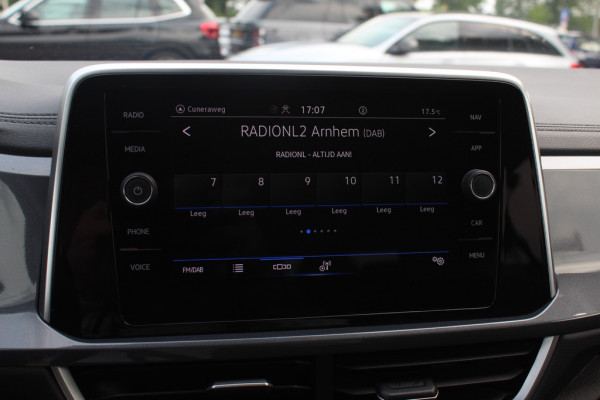 RADIO
MEDIA
PHONE
VOICE
Cuneraweg 17:07 17.5°C
< RADIONL2 Arnhem (DAB) >
RADIONL - ALTIJD AAN!
7 8 9 10 11 12
Leeg Leeg Leeg Leeg Leeg Leeg
FM/DAB
NAV
APP
CAR
MENU